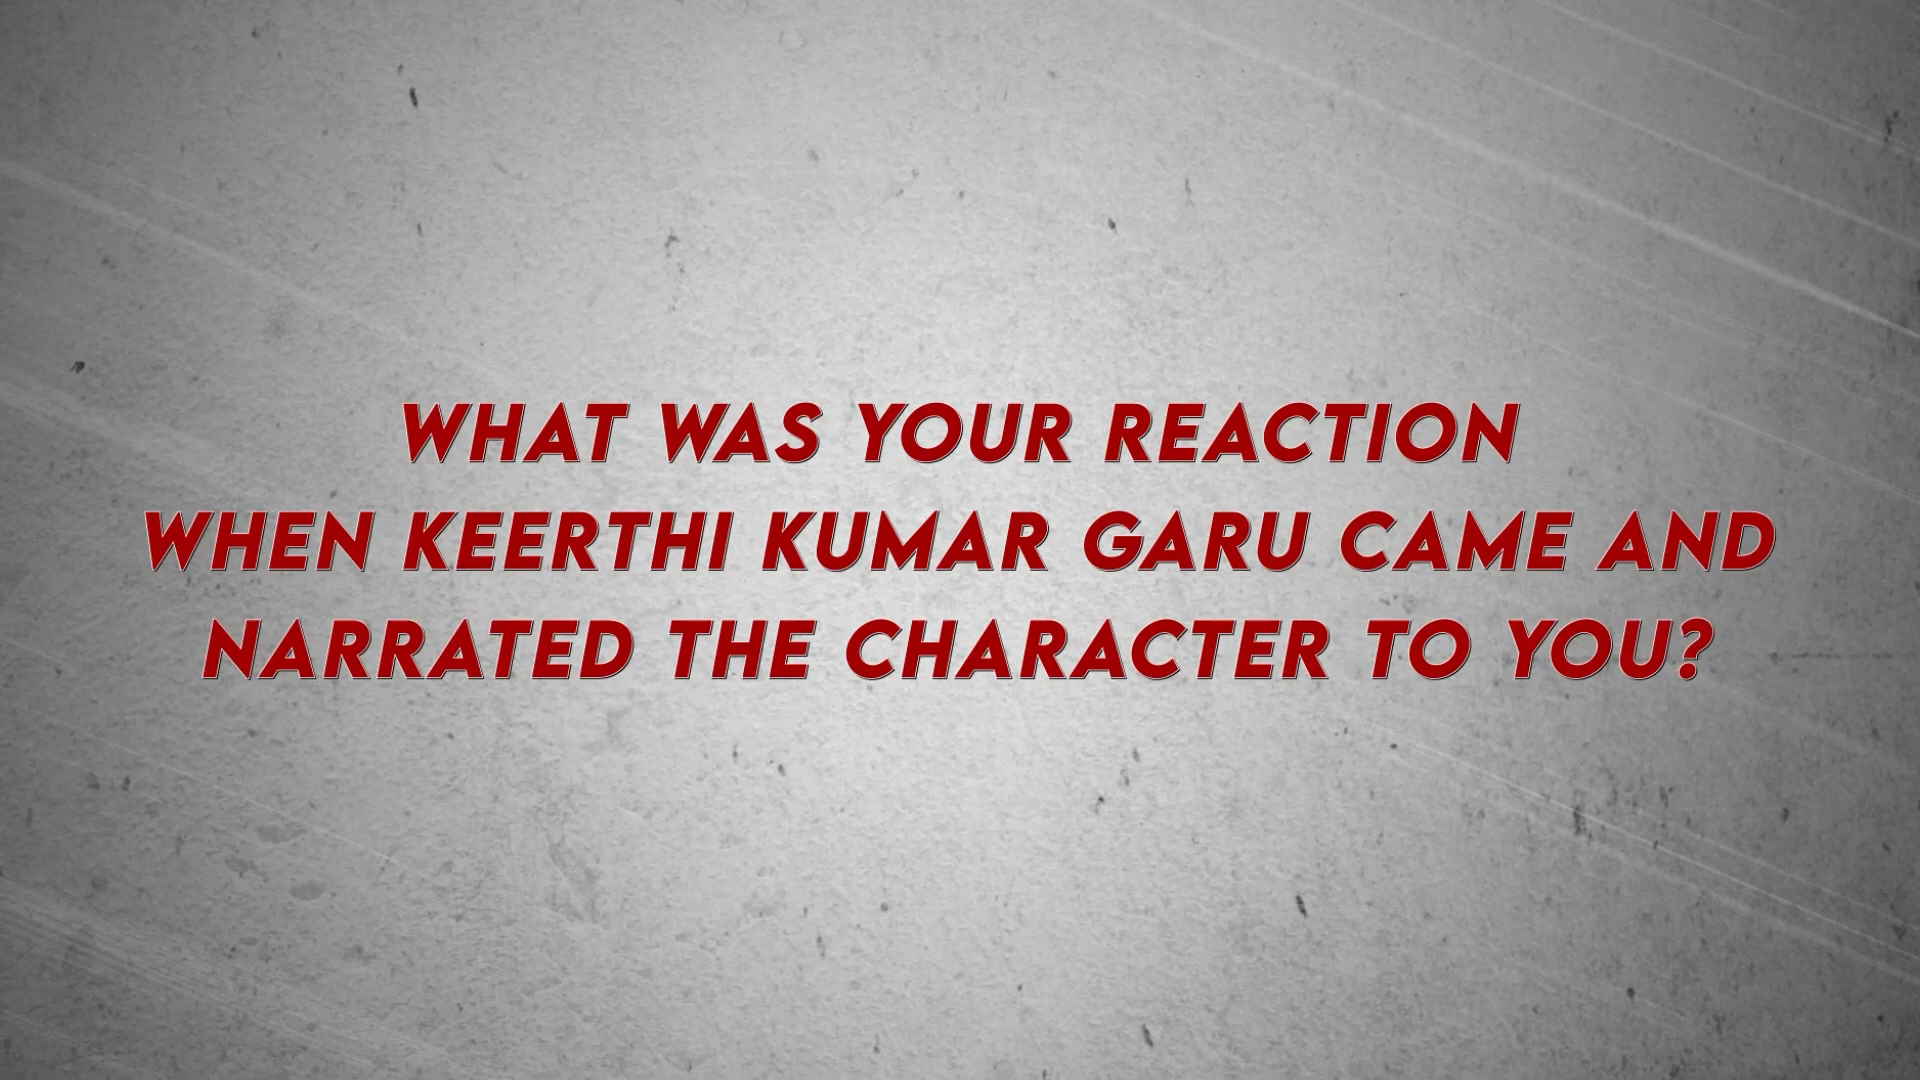 WHAT WAS YOUR REACTION
WHEN KEERTHI KUMAR GARU CAME AND
NARRATED THE CHARACTER TO YOU?